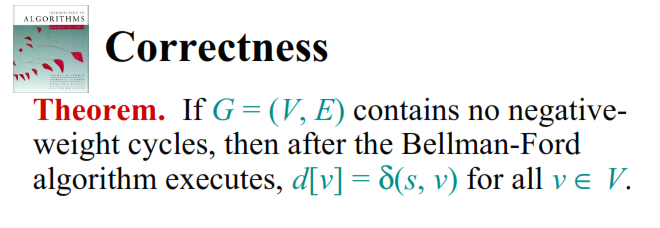 INTRODUCTION TO
ALGORITHMS
Correctness
Theorem. If G = (V, E) contains no negative-
weight cycles, then after the Bellman-Ford
algorithm executes, d[v] = δ(s, v) for all v ∈ V.